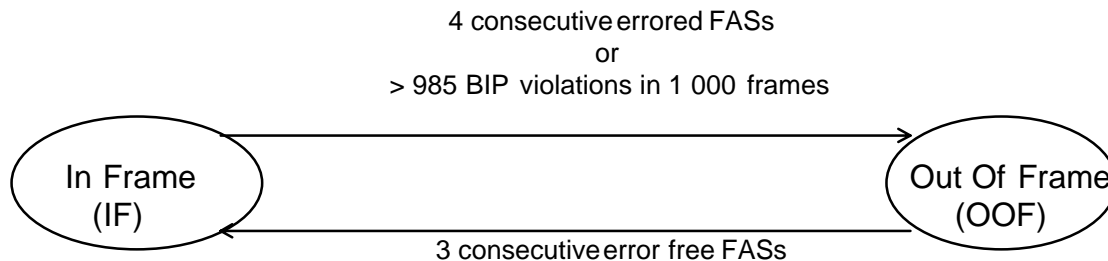 4 consecutive errored FASs
or
> 985 BIP violations in 1 000 frames
In Frame
(IF)
Out Of Frame
(OOF)
3 consecutive error free FASs